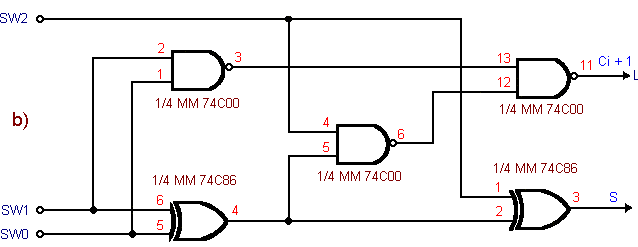 SW2
2
3
1
1/4 MM 74C00
13
Ci + 1
11
L
12
1/4 MM 74C00
b)
4
6
5
1/4 MM 74C00
1/4 MM 74C86
1/4 MM 74C86
1
3
S
2
6
4
SW1
5
SW0